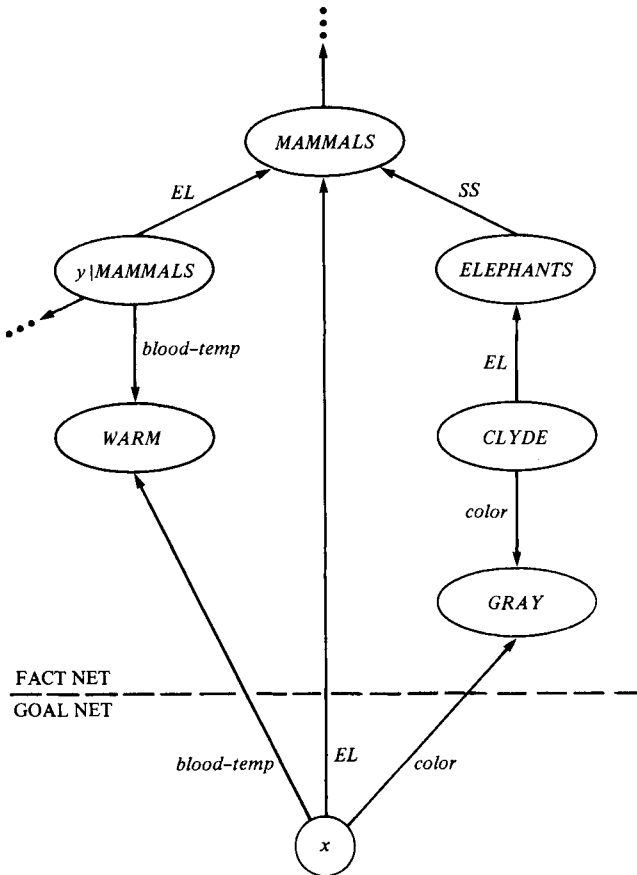 MAMMALS
EL
SS
y|MAMMALS
ELEPHANTS
blood-temp
EL
WARM
CLYDE
color
GRAY
FACT NET
GOAL NET
blood-temp
EL
color
x